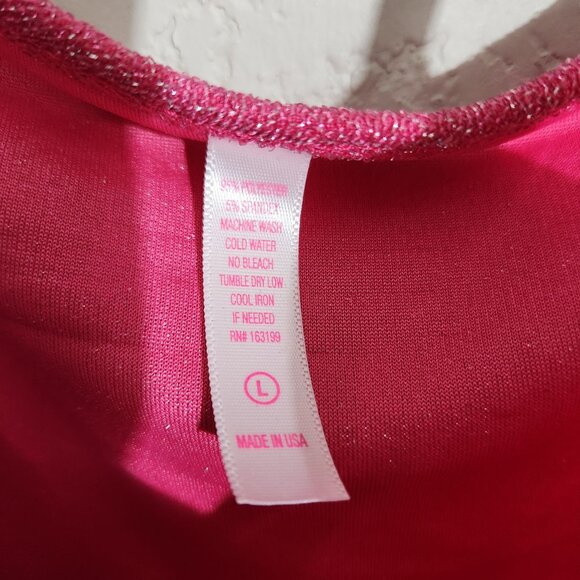 95% POLYESTER
5% SPANDEX
MACHINE WASH
COLD WATER
NO BLEACH
TUMBLE DRY LOW
COOL IRON
IF NEEDED
RN# 163199
L
MADE IN USA